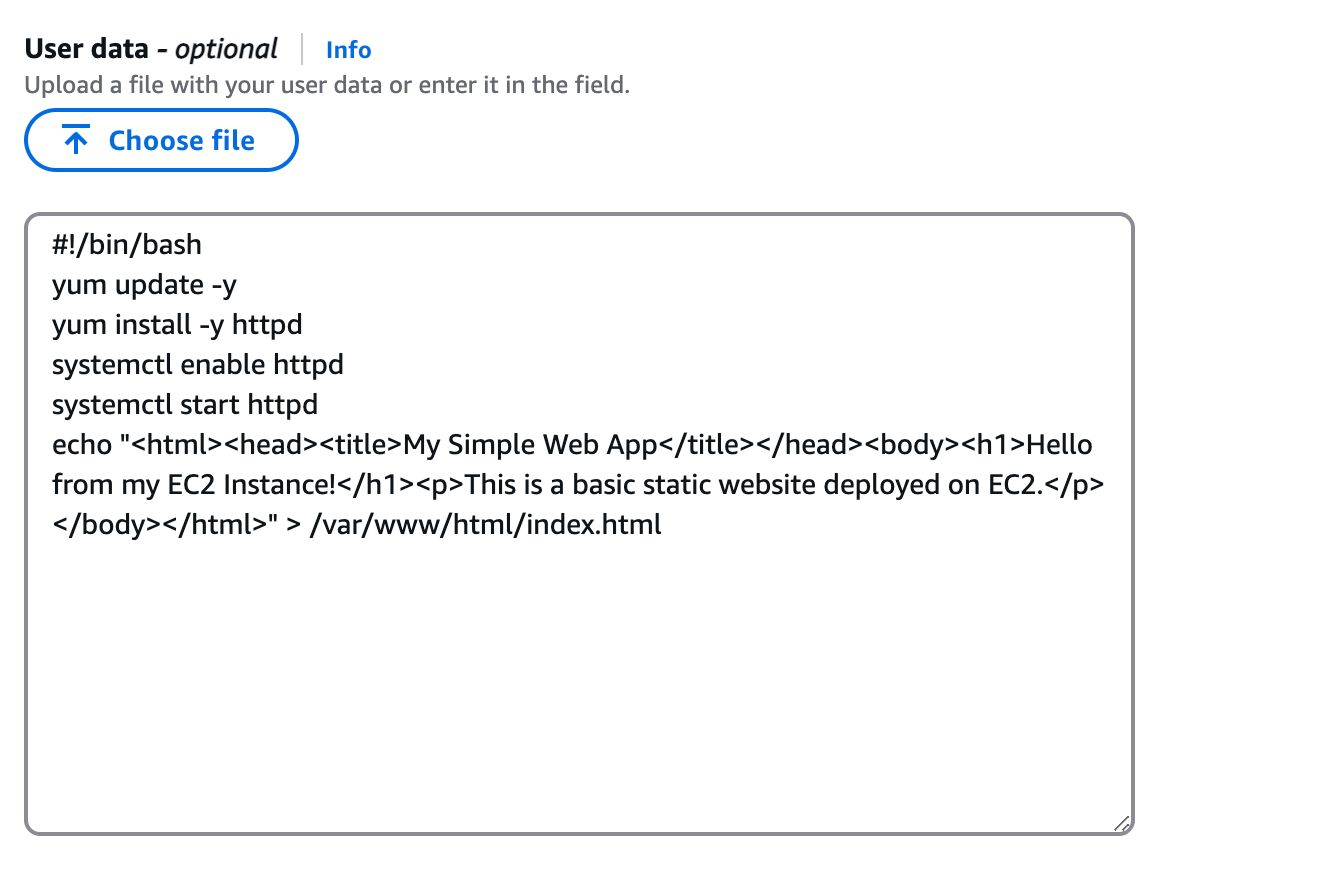 User data - optional Info
Upload a file with your user data or enter it in the field.
Choose file
#!/bin/bash
yum update -y
yum install -y httpd
systemctl enable httpd
systemctl start httpd
echo "<html><head><title>My Simple Web App</title></head><body><h1>Hello
from my EC2 Instance!</h1><p>This is a basic static website deployed on EC2.</p>
</body></html>" > /var/www/html/index.html